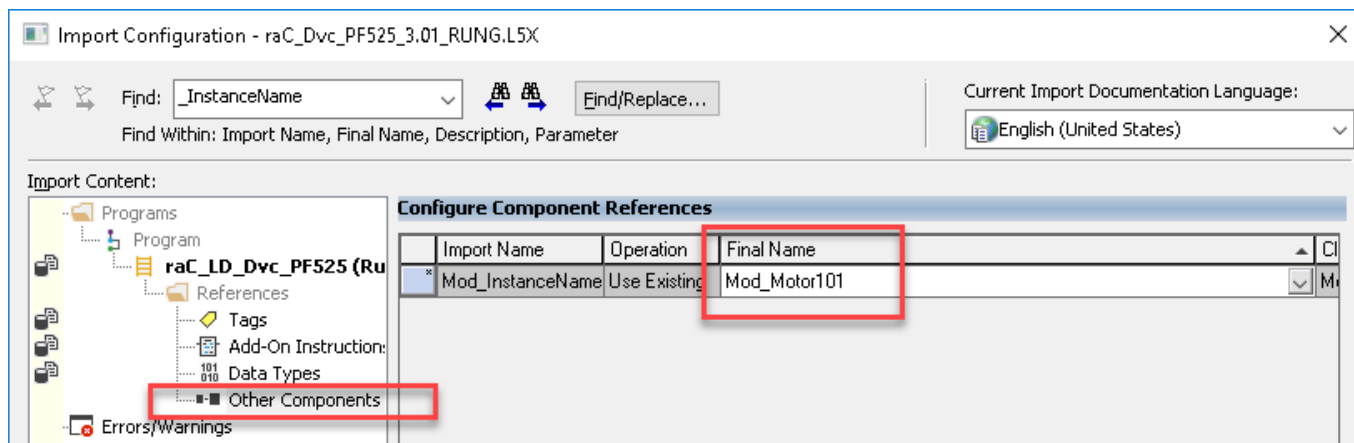 Import Configuration - raC_Dvc_PF525_3.01_RUNG.L5X
Find: _InstanceName
Find/Replace...
Current Import Documentation Language:
Find Within: Import Name, Final Name, Description, Parameter
English (United States)
Import Content:
Programs
Configure Component References
Program
Import Name Operation Final Name Cl
raC_LD_Dvc_PF525 (Ru
Mod_InstanceName Use Existing Mod_Motor101 M
References
Tags
Add-On Instruction:
Data Types
Other Components
Errors/Warnings